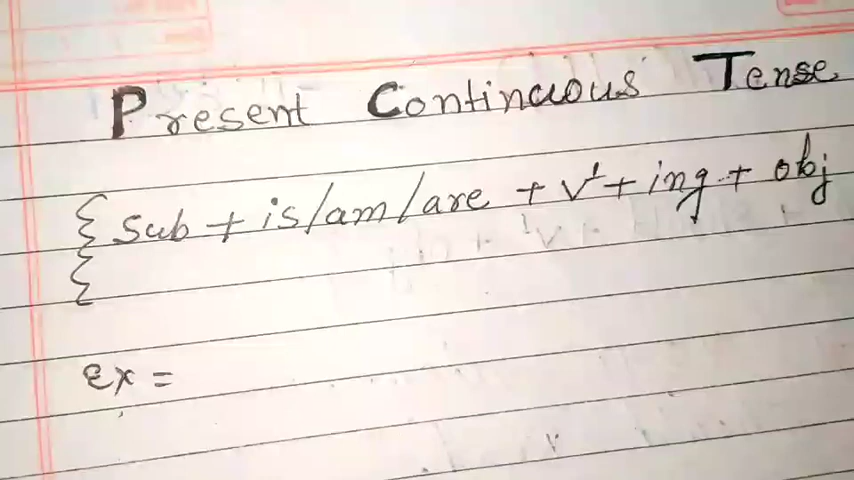 Present Continuous Tense
{ Sub + is/am/are + V¹ + ing + obj
Ex =